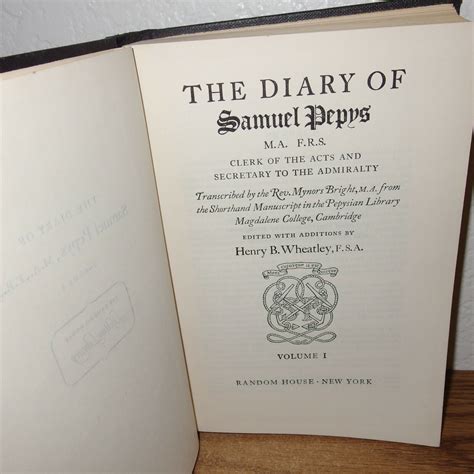 THE DIARY OF
Samuel Pepys
M.A. F.R.S.
CLERK OF THE ACTS AND
SECRETARY TO THE ADMIRALTY
Transcribed by the Rev. Mynors Bright, M.A. from
the Shorthand Manuscript in the Pepysian Library
Magdalene College, Cambridge
EDITED WITH ADDITIONS BY
Henry B. Wheatley, F.S.A.
VOLUME I
RANDOM HOUSE · NEW YORK